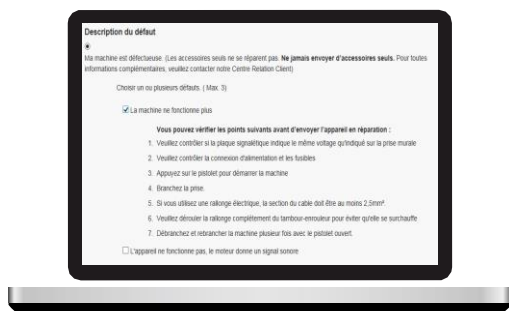 Description du défaut
Ma machine est défectueuse. (Les accessoires seuls ne se réparent pas. Ne jamais envoyer d'accessoires seuls. Pour toutes
informations complémentaires, veuillez contacter notre Centre Relation Client)
Choisir un ou plusieurs défauts. ( Max. 3)
La machine ne fonctionne plus
Vous pouvez vérifier les points suivants avant d'envoyer l'appareil en réparation :
1. Veuillez contrôler si la plaque signalétique indique le même voltage qu'indiqué sur la prise murale
2. Veuillez contrôler la connexion d'alimentation et les fusibles
3. Appuyez sur le pistolet pour démarrer la machine
4. Branchez la prise.
5. Si vous utilisez une rallonge électrique, la section du cable doit être au moins 2,5mm².
6. Veuillez dérouler la rallonge complètement du tambour-enrouleur pour éviter qu'elle se surchauffe
7. Débranchez et rebrancher la machine plusieur fois avec le pistolet ouvert.
L'appareil ne fonctionne pas, le moteur donne un signal sonore